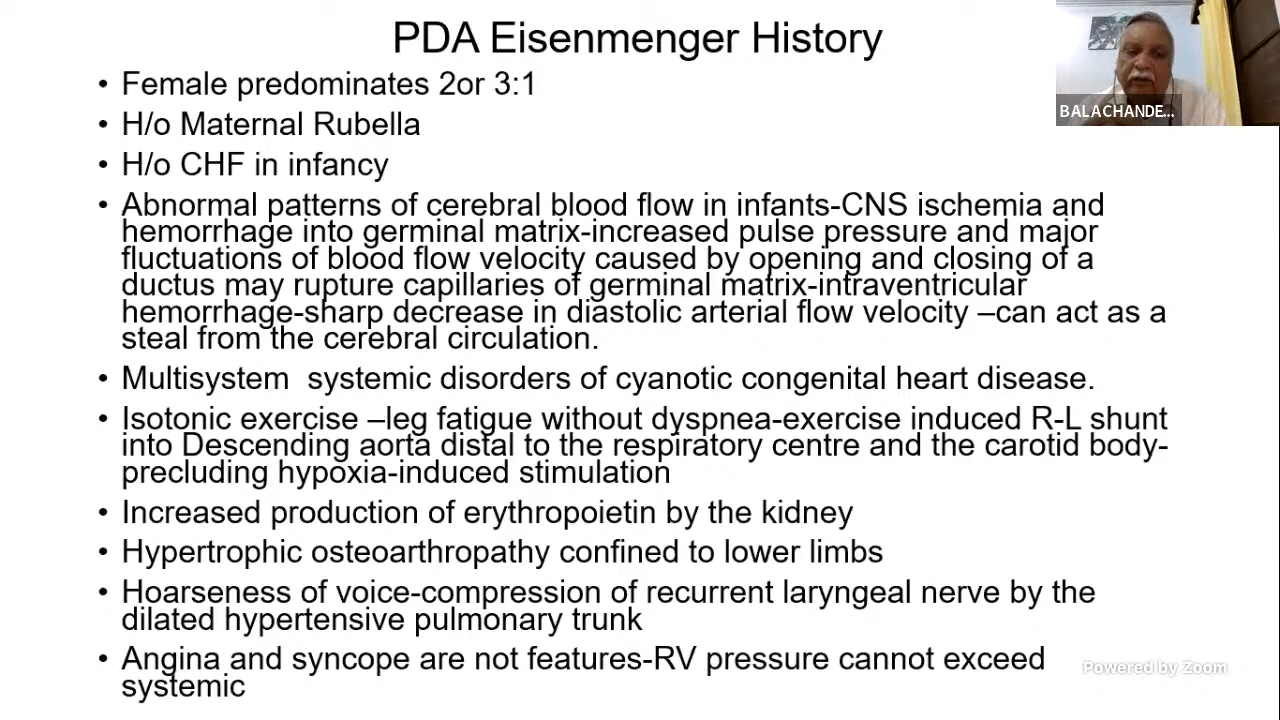 PDA Eisenmenger History
• Female predominates 2or 3:1
• H/o Maternal Rubella
• H/o CHF in infancy
• Abnormal patterns of cerebral blood flow in infants-CNS ischemia and
hemorrhage into germinal matrix-increased pulse pressure and major
fluctuations of blood flow velocity caused by opening and closing of a
ductus may rupture capillaries of germinal matrix-intraventricular
hemorrhage-sharp decrease in diastolic arterial flow velocity –can act as a
steal from the cerebral circulation.
• Multisystem  systemic disorders of cyanotic congenital heart disease.
• Isotonic exercise –leg fatigue without dyspnea-exercise induced R-L shunt
into Descending aorta distal to the respiratory centre and the carotid body-
precluding hypoxia-induced stimulation
• Increased production of erythropoietin by the kidney
• Hypertrophic osteoarthropathy confined to lower limbs
• Hoarseness of voice-compression of recurrent laryngeal nerve by the
dilated hypertensive pulmonary trunk
• Angina and syncope are not features-RV pressure cannot exceed
systemic
BALACHANDE...
Powered by Zoom